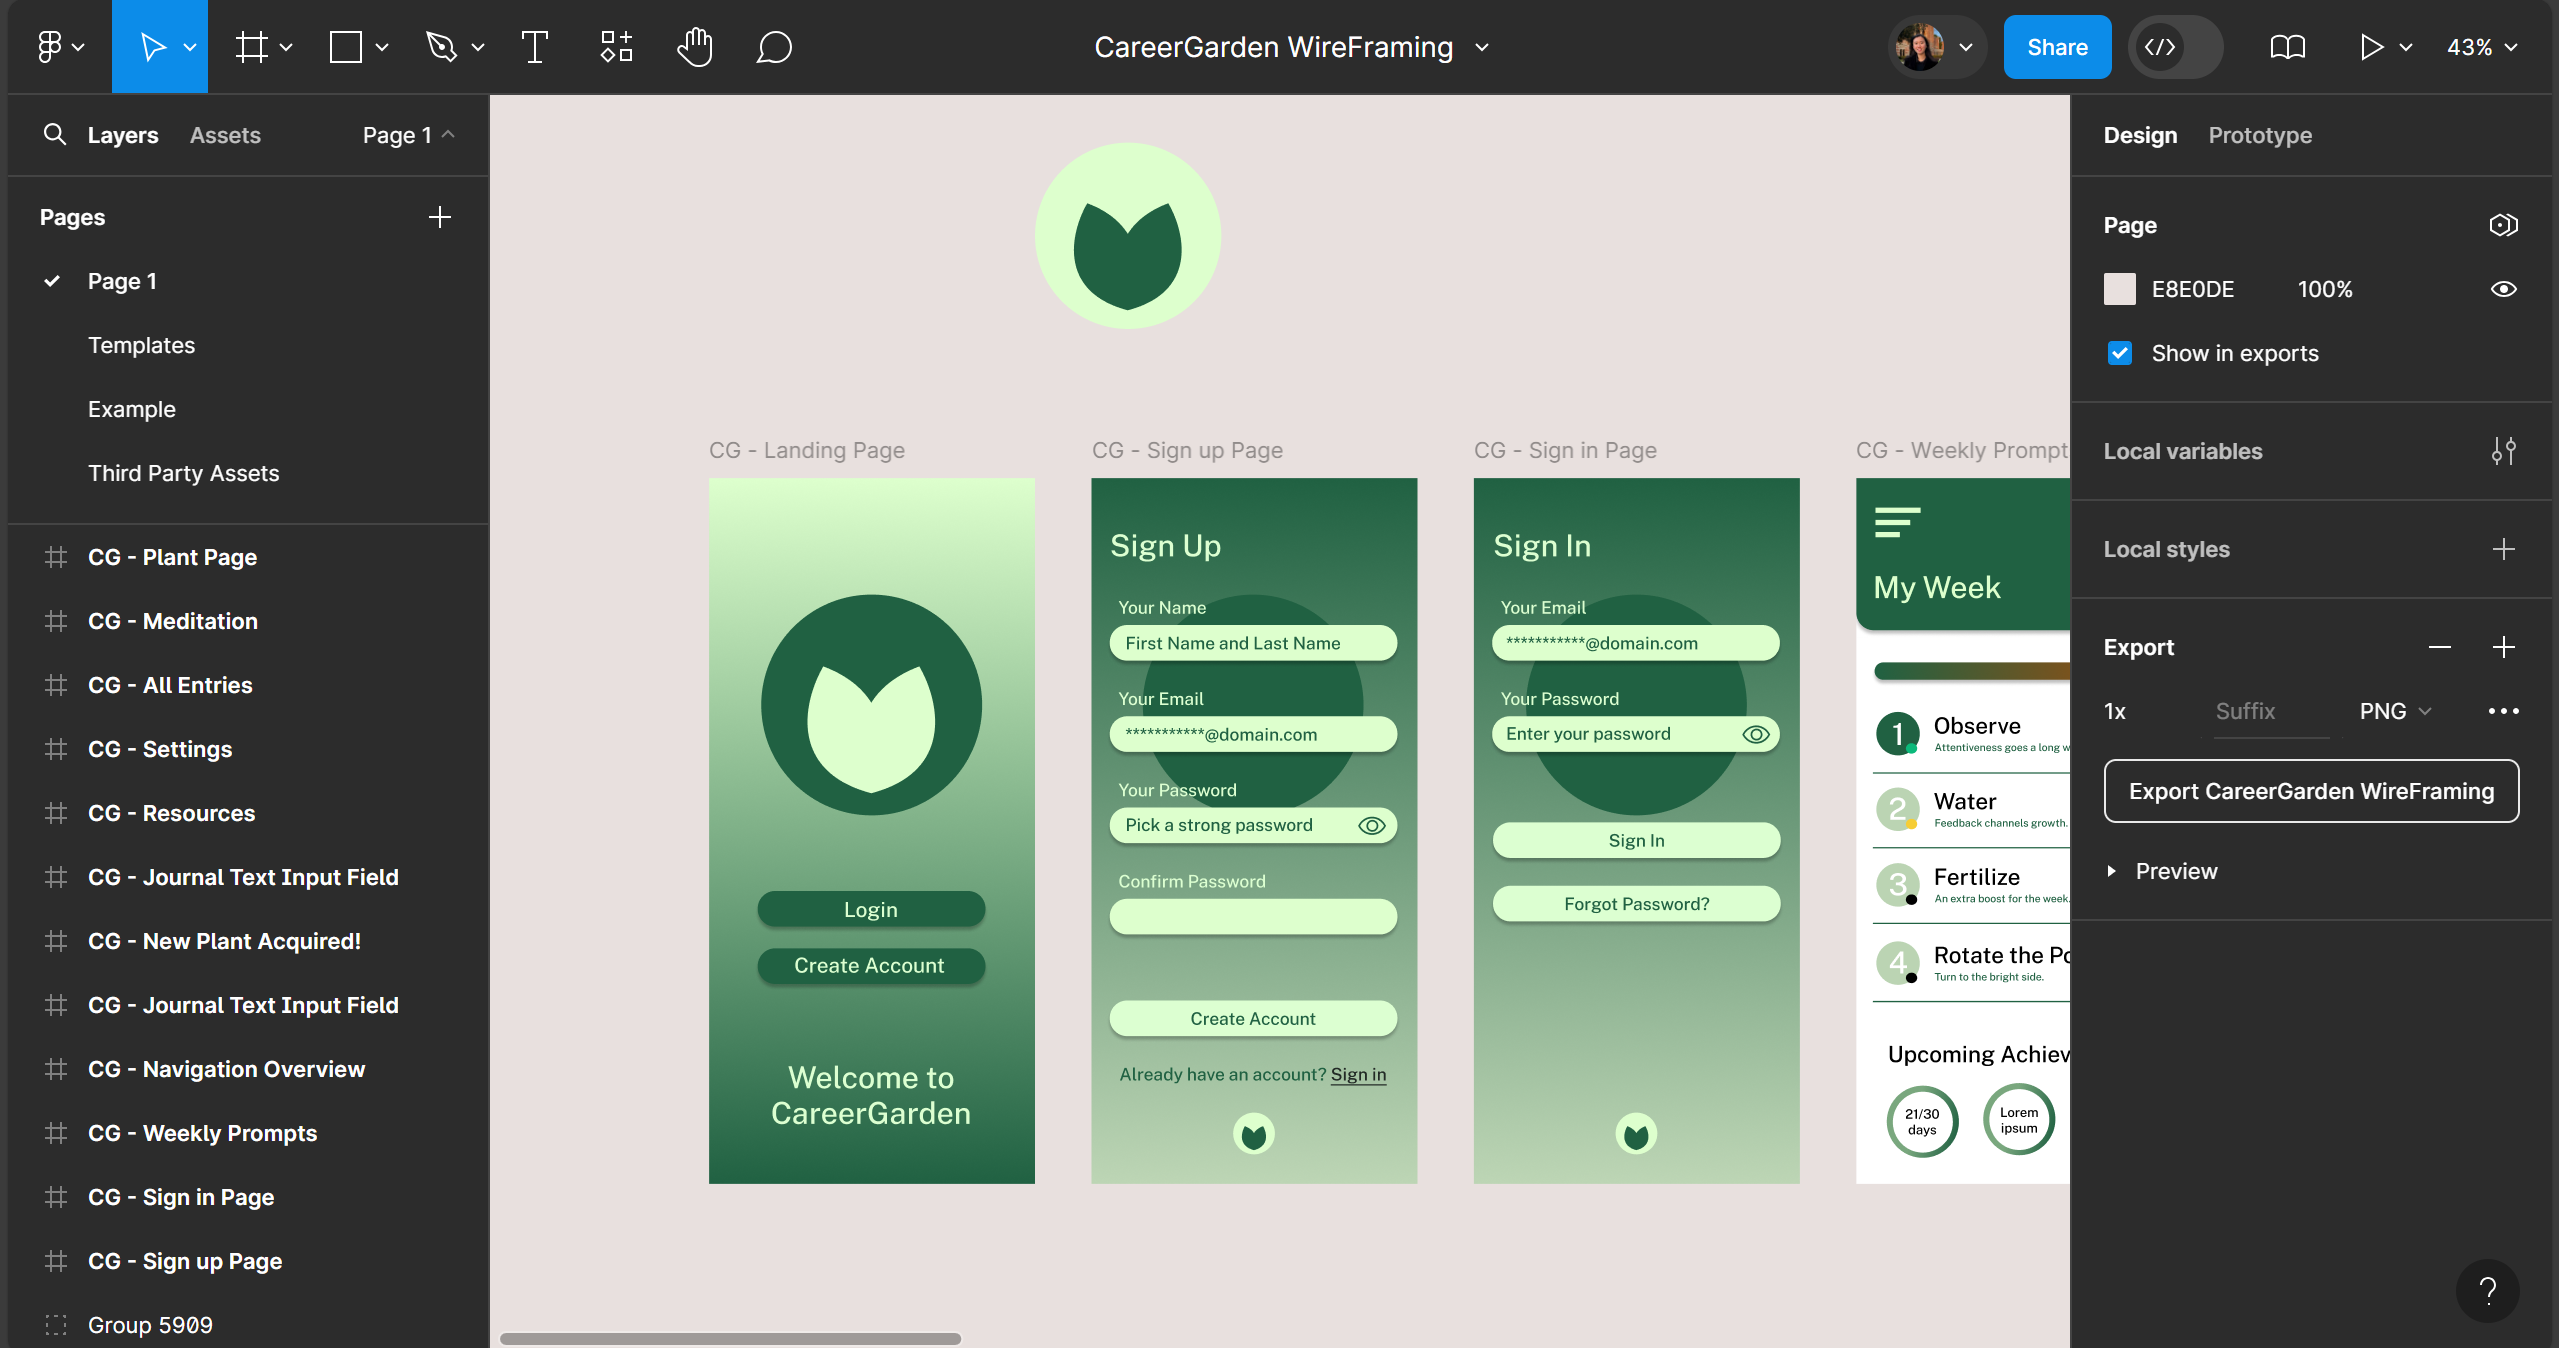 CareerGarden WireFraming
Share
43%
Layers
Assets
Page 1
Pages
Page 1
Templates
Example
Third Party Assets
CG - Plant Page
CG - Meditation
CG - All Entries
CG - Settings
CG - Resources
CG - Journal Text Input Field
CG - New Plant Acquired!
CG - Journal Text Input Field
CG - Navigation Overview
CG - Weekly Prompts
CG - Sign in Page
CG - Sign up Page
Group 5909
CG - Landing Page
Login
Create Account
Welcome to
CareerGarden
CG - Sign up Page
Sign Up
Your Name
First Name and Last Name
Your Email
***********@domain.com
Your Password
Pick a strong password
Confirm Password
Create Account
Already have an account? Sign in
CG - Sign in Page
Sign In
Your Email
***********@domain.com
Your Password
Enter your password
Sign In
Forgot Password?
CG - Weekly Prompt
My Week
1
Observe
Attentiveness goes a long w
2
Water
Feedback channels growth.
3
Fertilize
An extra boost for the week.
4
Rotate the Po
Turn to the bright side.
Upcoming Achiev
21/30
days
Lorem
ipsum
Design
Prototype
Page
E8E0DE
100%
Show in exports
Local variables
Local styles
Export
1x
Suffix
PNG
Export CareerGarden WireFraming
Preview
?